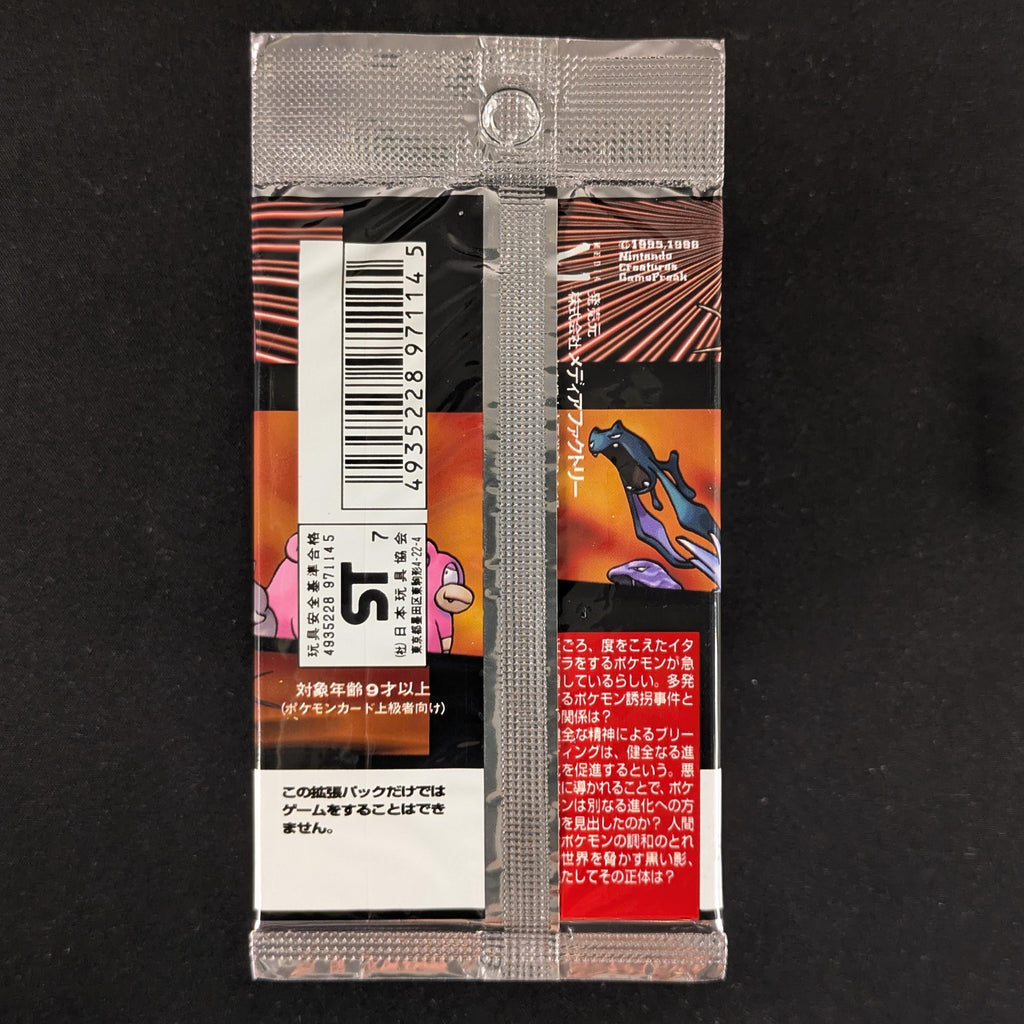 4935228971145
玩具安全基準合格
4935228 971145
ST
7
(社)日本玩具協会
東京都墨田区東駒形4-22-4
対象年齢9才以上
(ポケモンカード上級者向け)
この拡張パックだけでは
ゲームをすることはでき
ません。
©1995,1996
Nintendo
Creatures
GameFreak
発売元
株式会社メディアファクトリー
ごろ、度をこえたイタ
ラをするポケモンが急
しているらしい。多発
るポケモン誘拐事件と
関係は?
全な精神によるブリー
ィングは、健全なる進
を促進するという。悪
に導かれることで、ポケ
ンは別なる進化への方
を見出したのか? 人間
ポケモンの調和のとれ
世界を脅かす黒い影、
たしてその正体は?